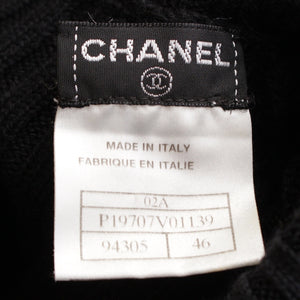 CHANEL
MADE IN ITALY
FABRIQUE EN ITALIE
02A
P19707V01139
94305 46